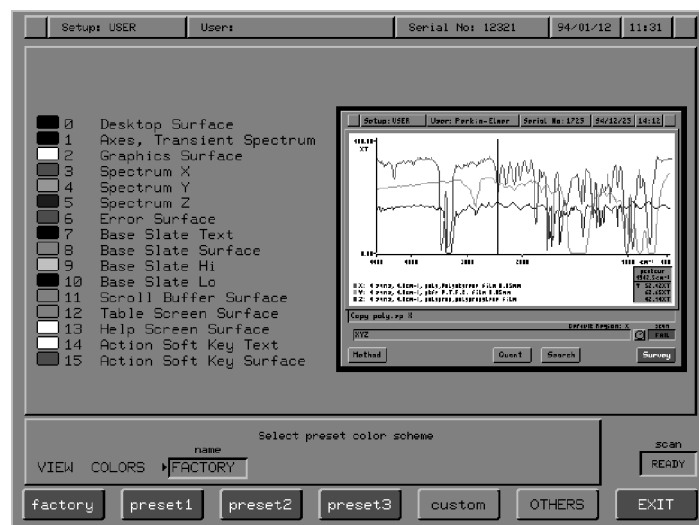 Setup: USER User: Serial No: 12321 94/01/12 11:31
0 Desktop Surface
1 Axes, Transient Spectrum
2 Graphics Surface
3 Spectrum X
4 Spectrum Y
5 Spectrum Z
6 Error Surface
7 Base Slate Text
8 Base Slate Surface
9 Base Slate Hi
10 Base Slate Lo
11 Scroll Buffer Surface
12 Table Screen Surface
13 Help Screen Surface
14 Action Soft Key Text
15 Action Soft Key Surface
Setup:USER User: Perkin-Elmer Serial No:1725 94/12/23 14:12
XT
Copy poly.sp X
Default Region: X scan
XYZ
Method Quant Search Survey
Select preset color scheme
name
VIEW COLORS FACTORY
scan
READY
factory preset1 preset2 preset3 custom OTHERS EXIT